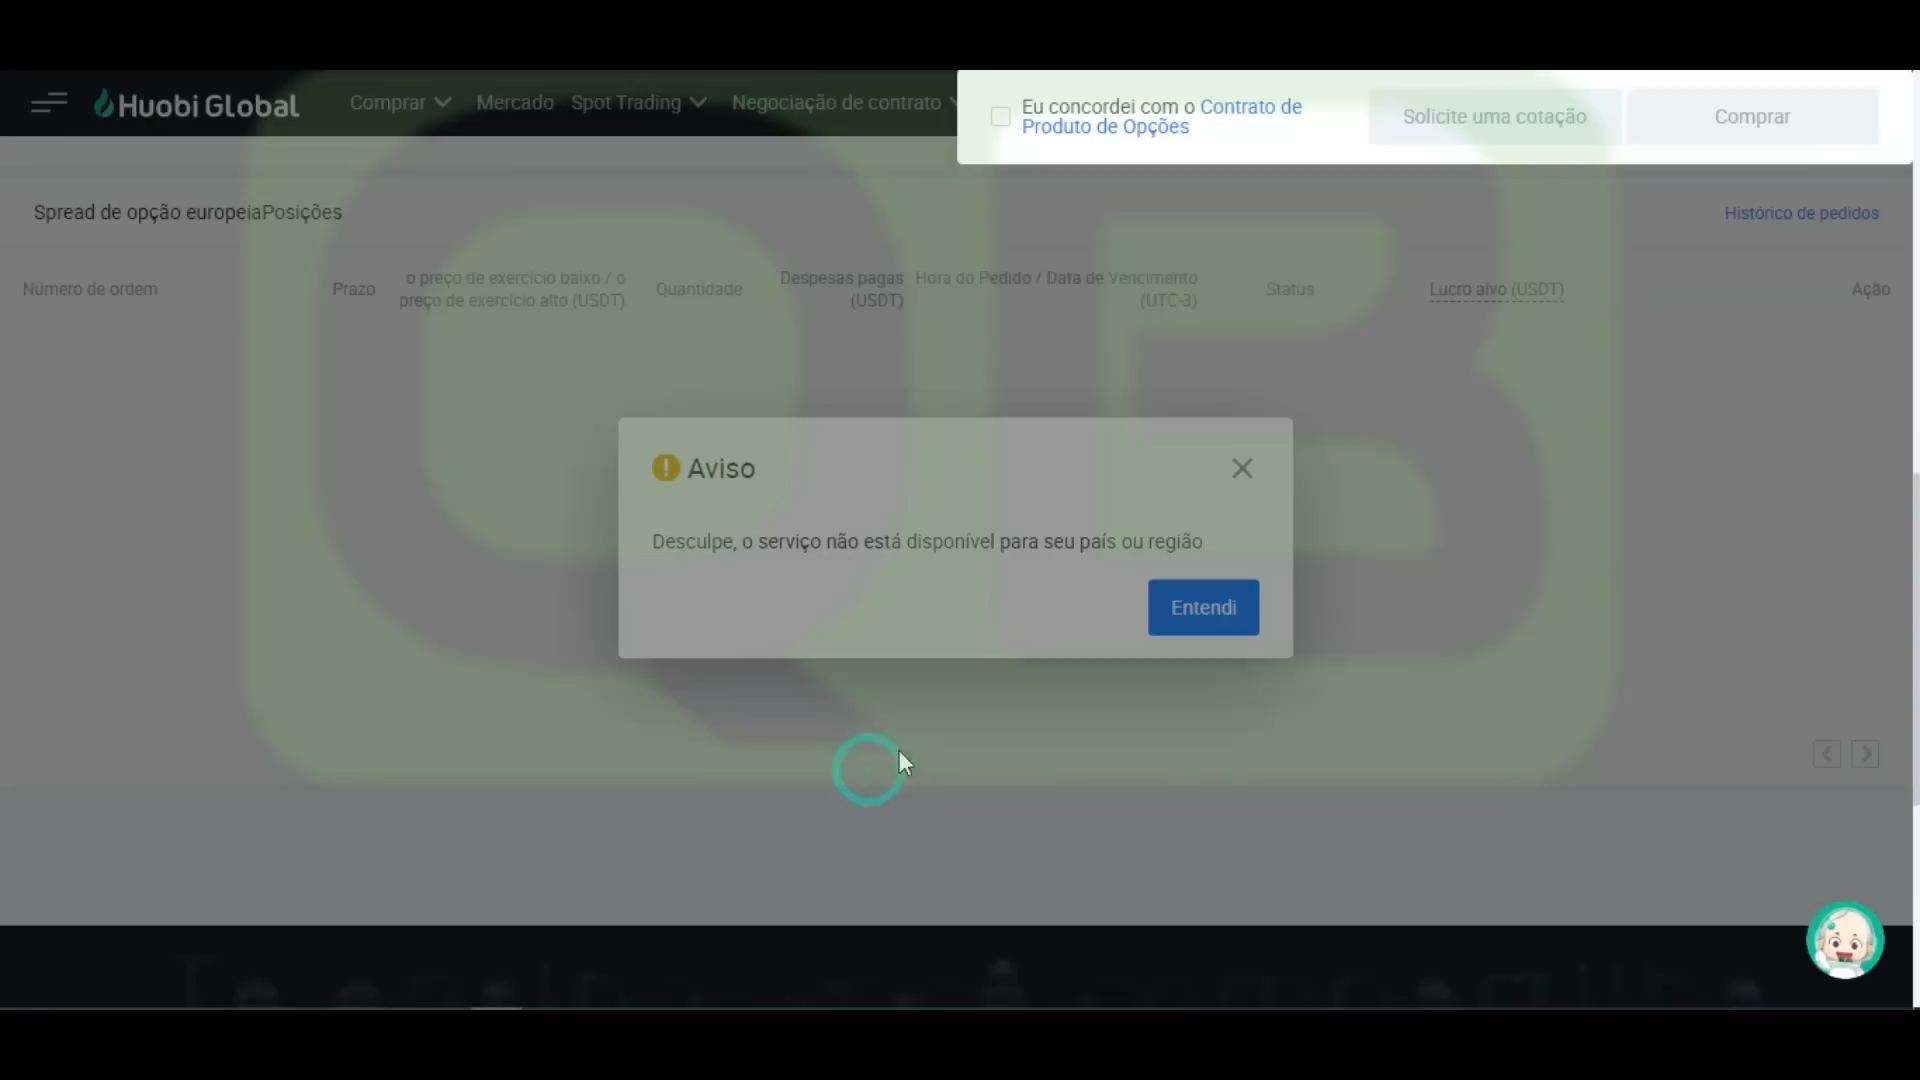 Huobi Global
Comprar
Mercado
Spot Trading
Negociação de contrato
Eu concordei com o Contrato de
Produto de Opções
Solicite uma cotação
Comprar
Spread de opção europeiaPosições
Histórico de pedidos
Número de ordem
Prazo
o preço de exercício baixo / o
preço de exercício alto (USDT)
Quantidade
Despesas pagas
(USDT)
Hora do Pedido / Data de Vencimento
(UTC-3)
Status
Lucro alvo (USDT)
Ação
Aviso
Desculpe, o serviço não está disponível para seu país ou região
Entendi